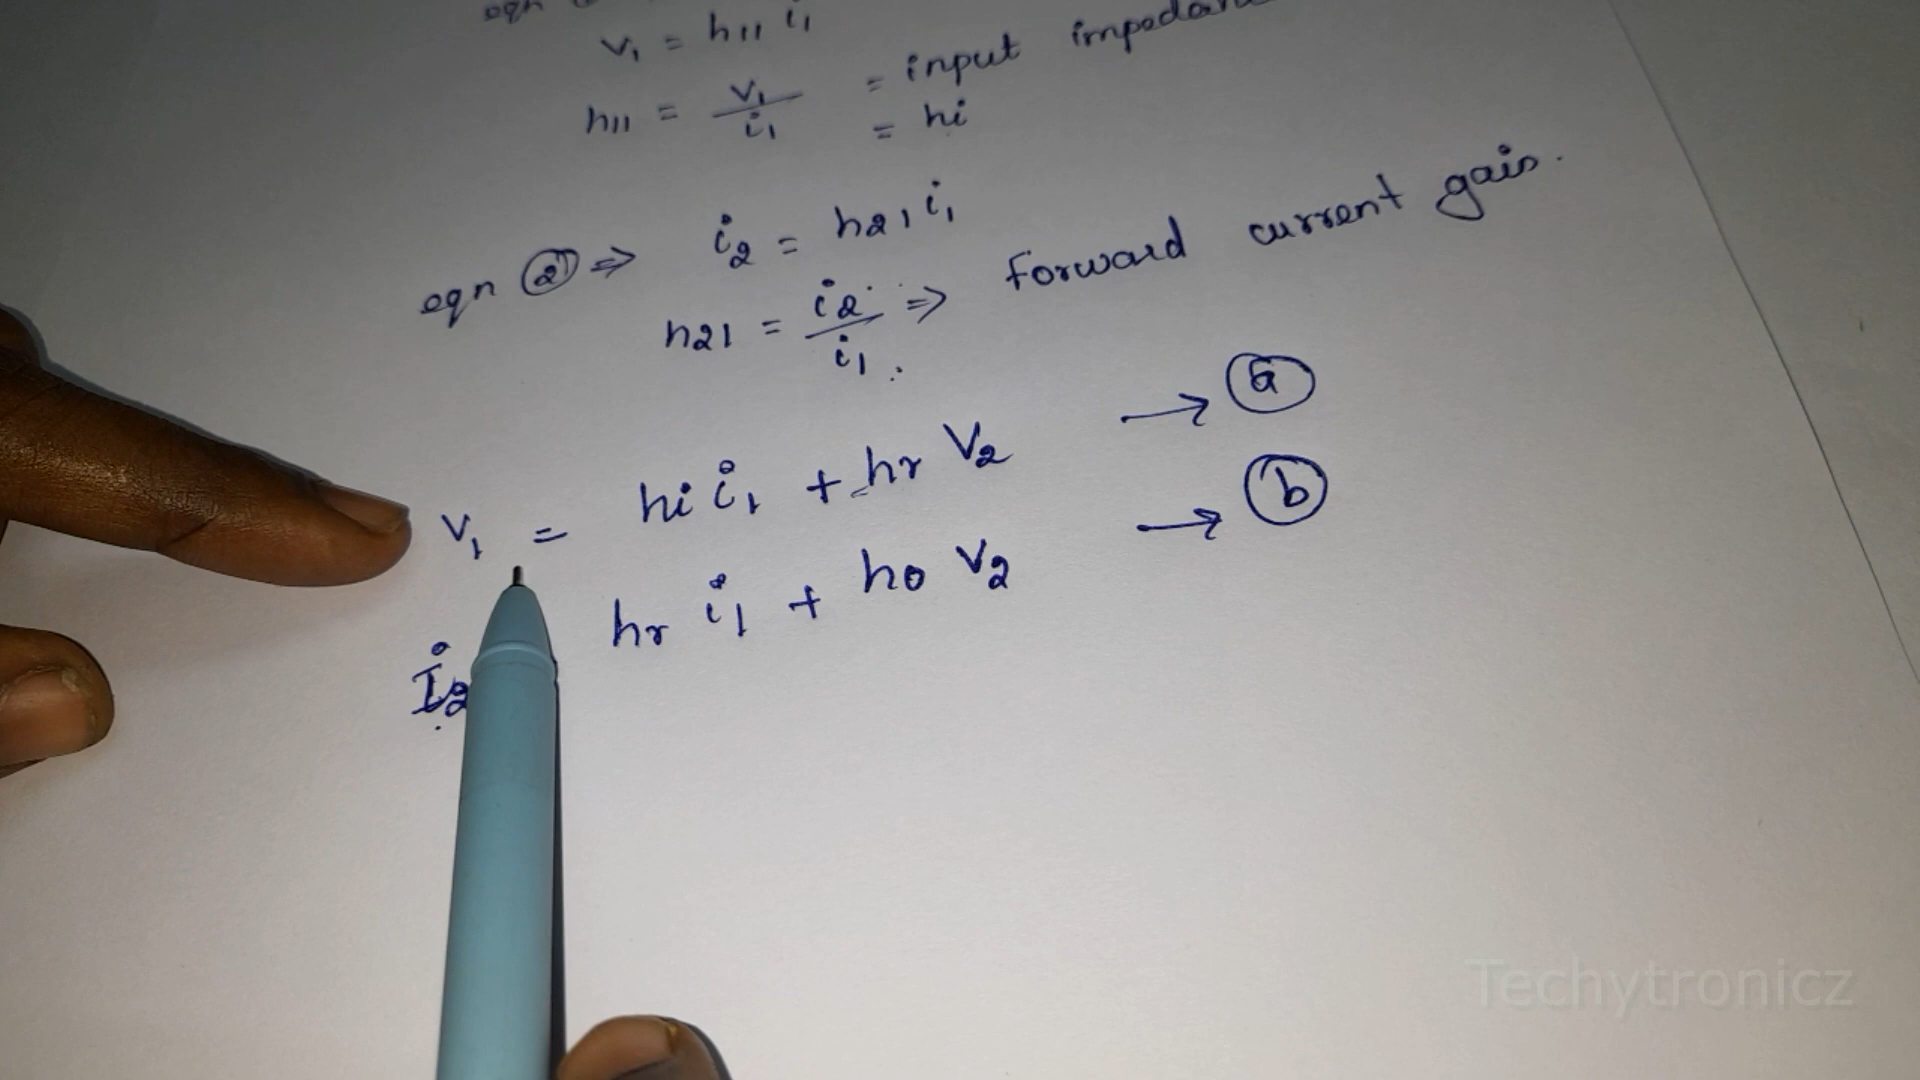 eqn
v1 = h11 i1
h11 = v1/i1 = input
= hi
eqn (2) ⇒ i2 = h21 i1
h21 = i2/i1 ⇒ forward current gain.
v1 = hi i1 + hr v2 → (a)
I2 hr i1 + ho v2 → (b)
Techytronicz